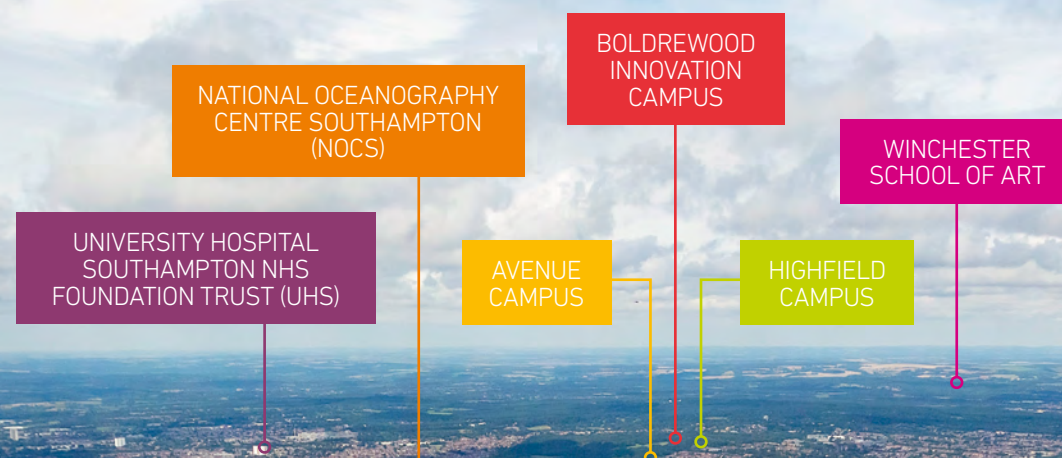 BOLDREWOOD
INNOVATION
CAMPUS
NATIONAL OCEANOGRAPHY
CENTRE SOUTHAMPTON
(NOCS)
WINCHESTER
SCHOOL OF ART
UNIVERSITY HOSPITAL
SOUTHAMPTON NHS
FOUNDATION TRUST (UHS)
AVENUE
CAMPUS
HIGHFIELD
CAMPUS